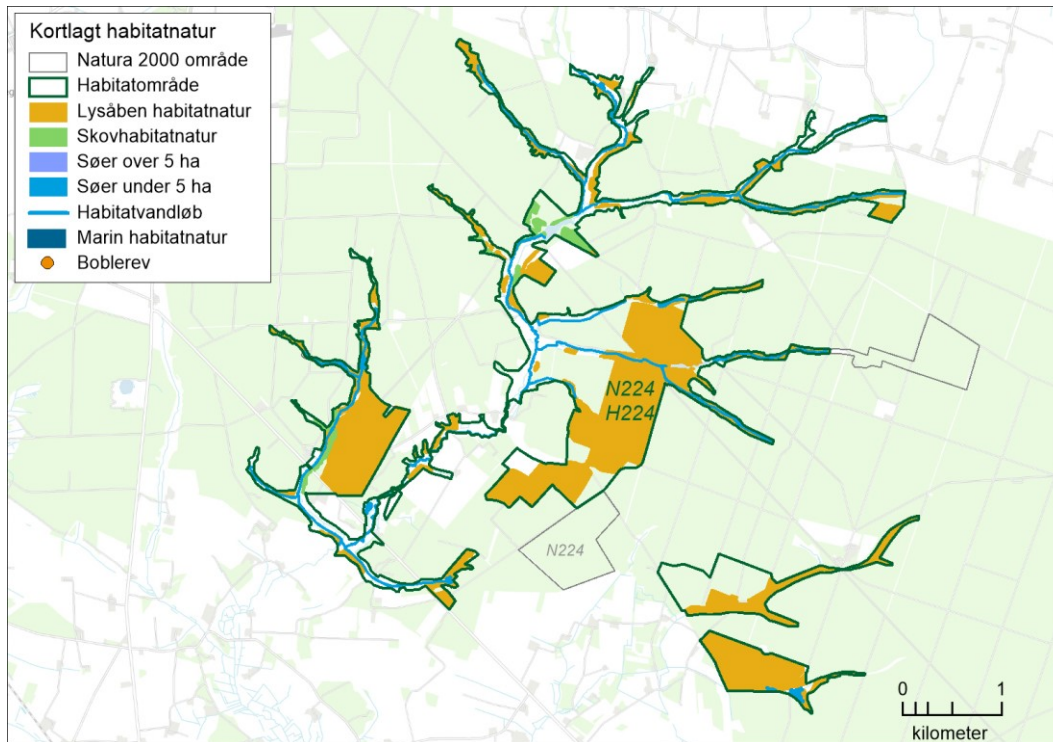 Kortlagt habitatnatur
Natura 2000 område
Habitatområde
Lysåben habitatnatur
Skovhabitatnatur
Søer over 5 ha
Søer under 5 ha
Habitatvandløb
Marin habitatnatur
Boblerev
N224
H224
N224
0 1
kilometer